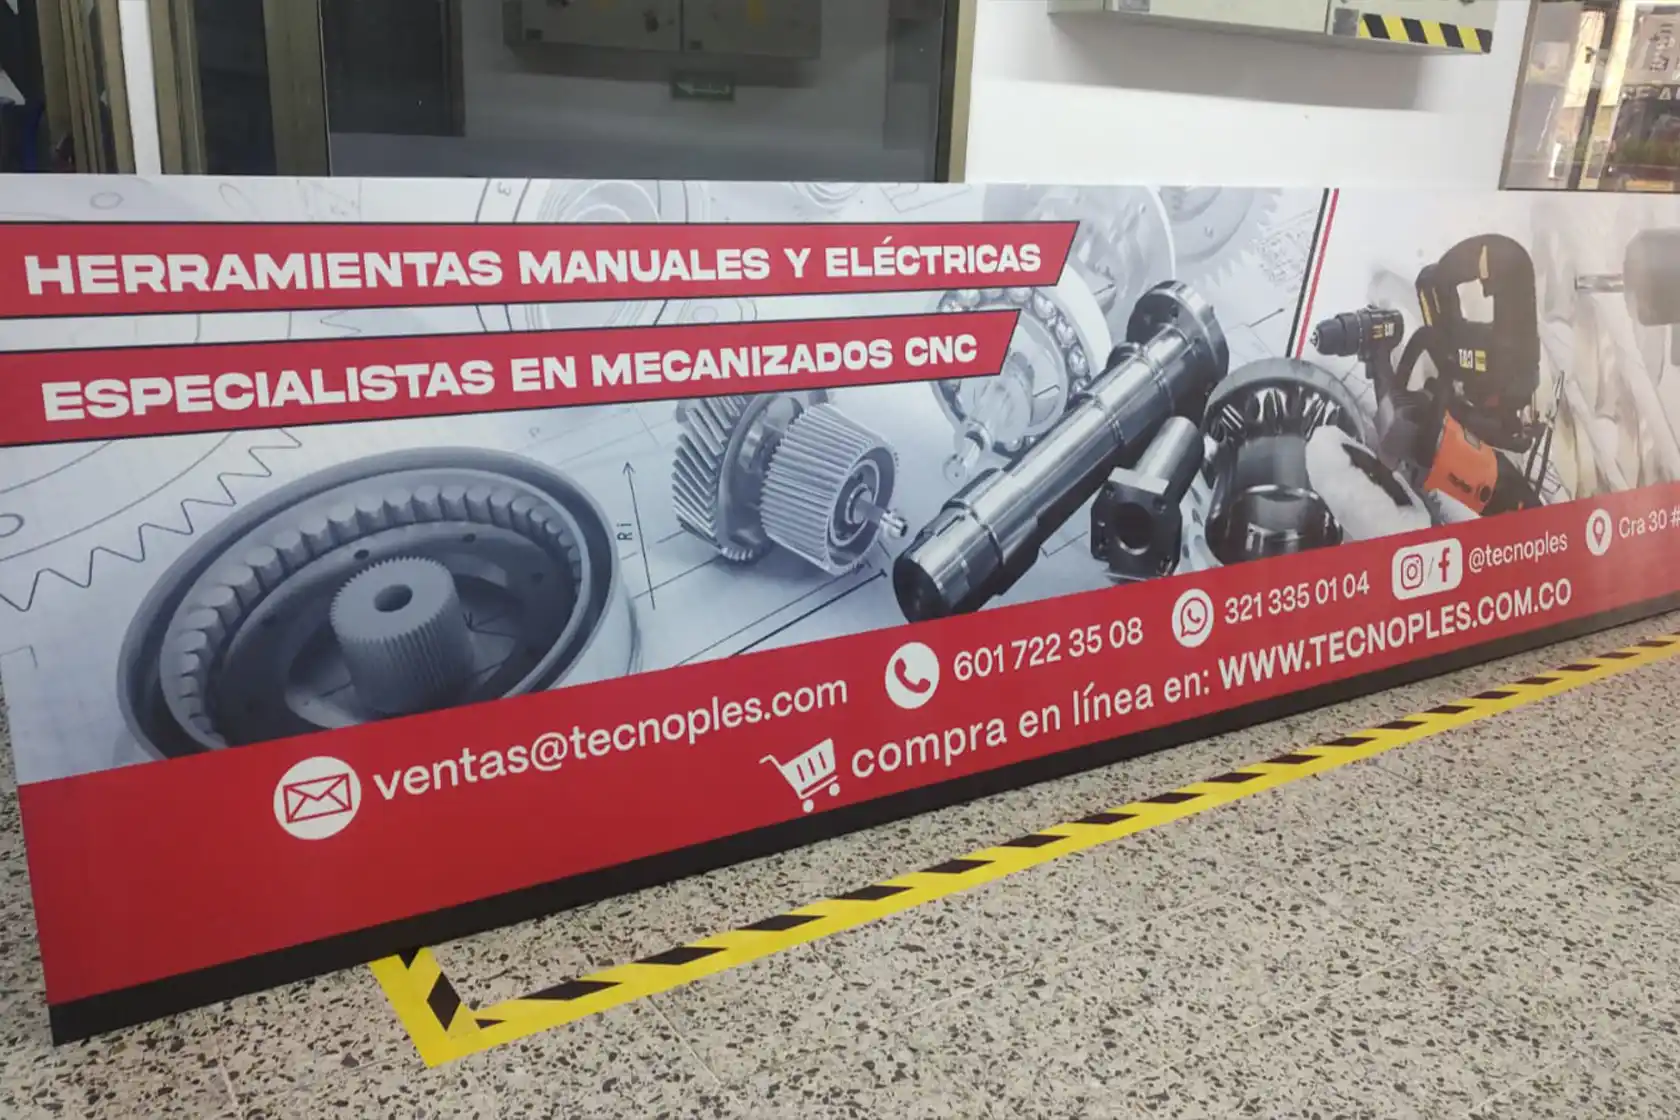 HERRAMIENTAS MANUALES Y ELÉCTRICAS
ESPECIALISTAS EN MECANIZADOS CNC
Ri
ventas@tecnoples.com
601 722 35 08
321 335 01 04
@tecnoples
Cra 30 #
compra en línea en: WWW.TECNOPLES.COM.CO